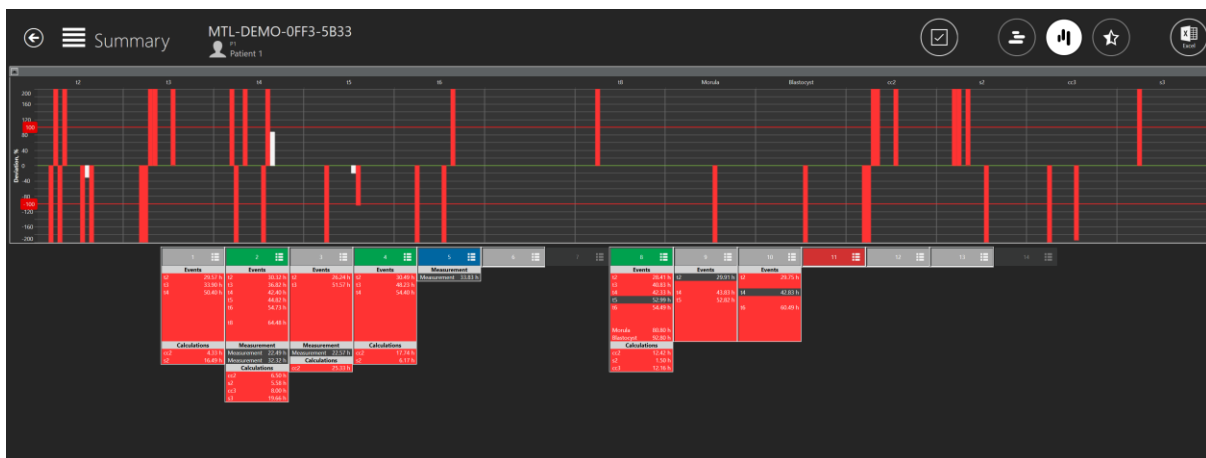 Summary
MTL-DEMO-0FF3-5B33
P1
Patient 1
Excel
t2 t3 t4 t5 t6 t8 Morula Blastocyst cc2 s2 cc3 s3
200
160
120
100
80
40
0
-40
-80
-100
-120
-160
-200
Deviation, %
1 2 3 4 5 6 7 8 9 10 11 12 13 14
Events
t2 29.57 h
t3 33.90 h
t4 50.40 h
Calculations
cc2 4.33 h
s2 16.49 h
Events
t2 30.32 h
t3 36.82 h
t4 42.40 h
t5 44.82 h
t6 54.73 h
t8 64.48 h
Measurement
Measurement 22.49 h
Measurement 32.32 h
Calculations
cc2 6.50 h
s2 5.58 h
cc3 8.00 h
s3 19.66 h
Events
t2 26.24 h
t3 31.57 h
Measurement
Measurement 22.57 h
Calculations
cc2 25.33 h
Events
t2 30.49 h
t3 48.23 h
t4 54.40 h
Calculations
cc2 17.74 h
s2 6.17 h
Measurement
Measurement 33.83 h
Events
t2 28.41 h
t3 40.83 h
t4 42.33 h
t5 52.99 h
t6 54.49 h
Morula 80.80 h
Blastocyst 92.80 h
Calculations
cc2 12.42 h
s2 1.50 h
cc3 12.16 h
Events
t2 29.91 h
t4 43.83 h
t5 52.82 h
Events
t2 29.75 h
t4 42.83 h
t6 60.49 h